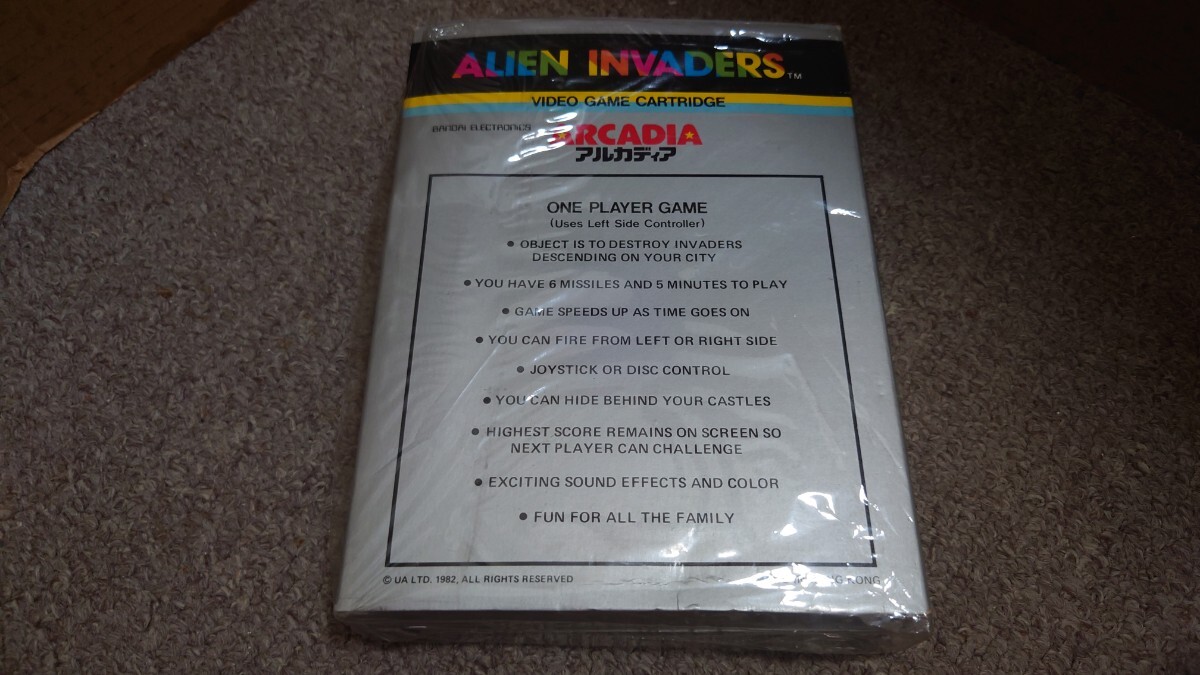 ALIEN INVADERS™
VIDEO GAME CARTRIDGE
BANDAI ELECTRONICS
ARCADIA
アルカディア
ONE PLAYER GAME
(Uses Left Side Controller)
• OBJECT IS TO DESTROY INVADERS
DESCENDING ON YOUR CITY
• YOU HAVE 6 MISSILES AND 5 MINUTES TO PLAY
• GAME SPEEDS UP AS TIME GOES ON
• YOU CAN FIRE FROM LEFT OR RIGHT SIDE
• JOYSTICK OR DISC CONTROL
• YOU CAN HIDE BEHIND YOUR CASTLES
• HIGHEST SCORE REMAINS ON SCREEN SO
NEXT PLAYER CAN CHALLENGE
• EXCITING SOUND EFFECTS AND COLOR
• FUN FOR ALL THE FAMILY
© UA LTD. 1982, ALL RIGHTS RESERVED
KONG